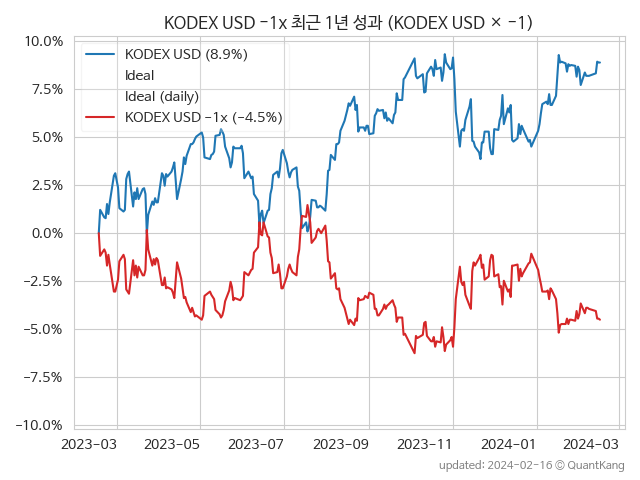 KODEX USD −1x 최근 1년 성과 (KODEX USD × −1)
10.0%
7.5%
5.0%
2.5%
0.0%
−2.5%
−5.0%
−7.5%
−10.0%
KODEX USD (8.9%)
Ideal
Ideal (daily)
KODEX USD −1x (−4.5%)
2023-03 2023-05 2023-07 2023-09 2023-11 2024-01 2024-03
updated: 2024-02-16 © QuantKang